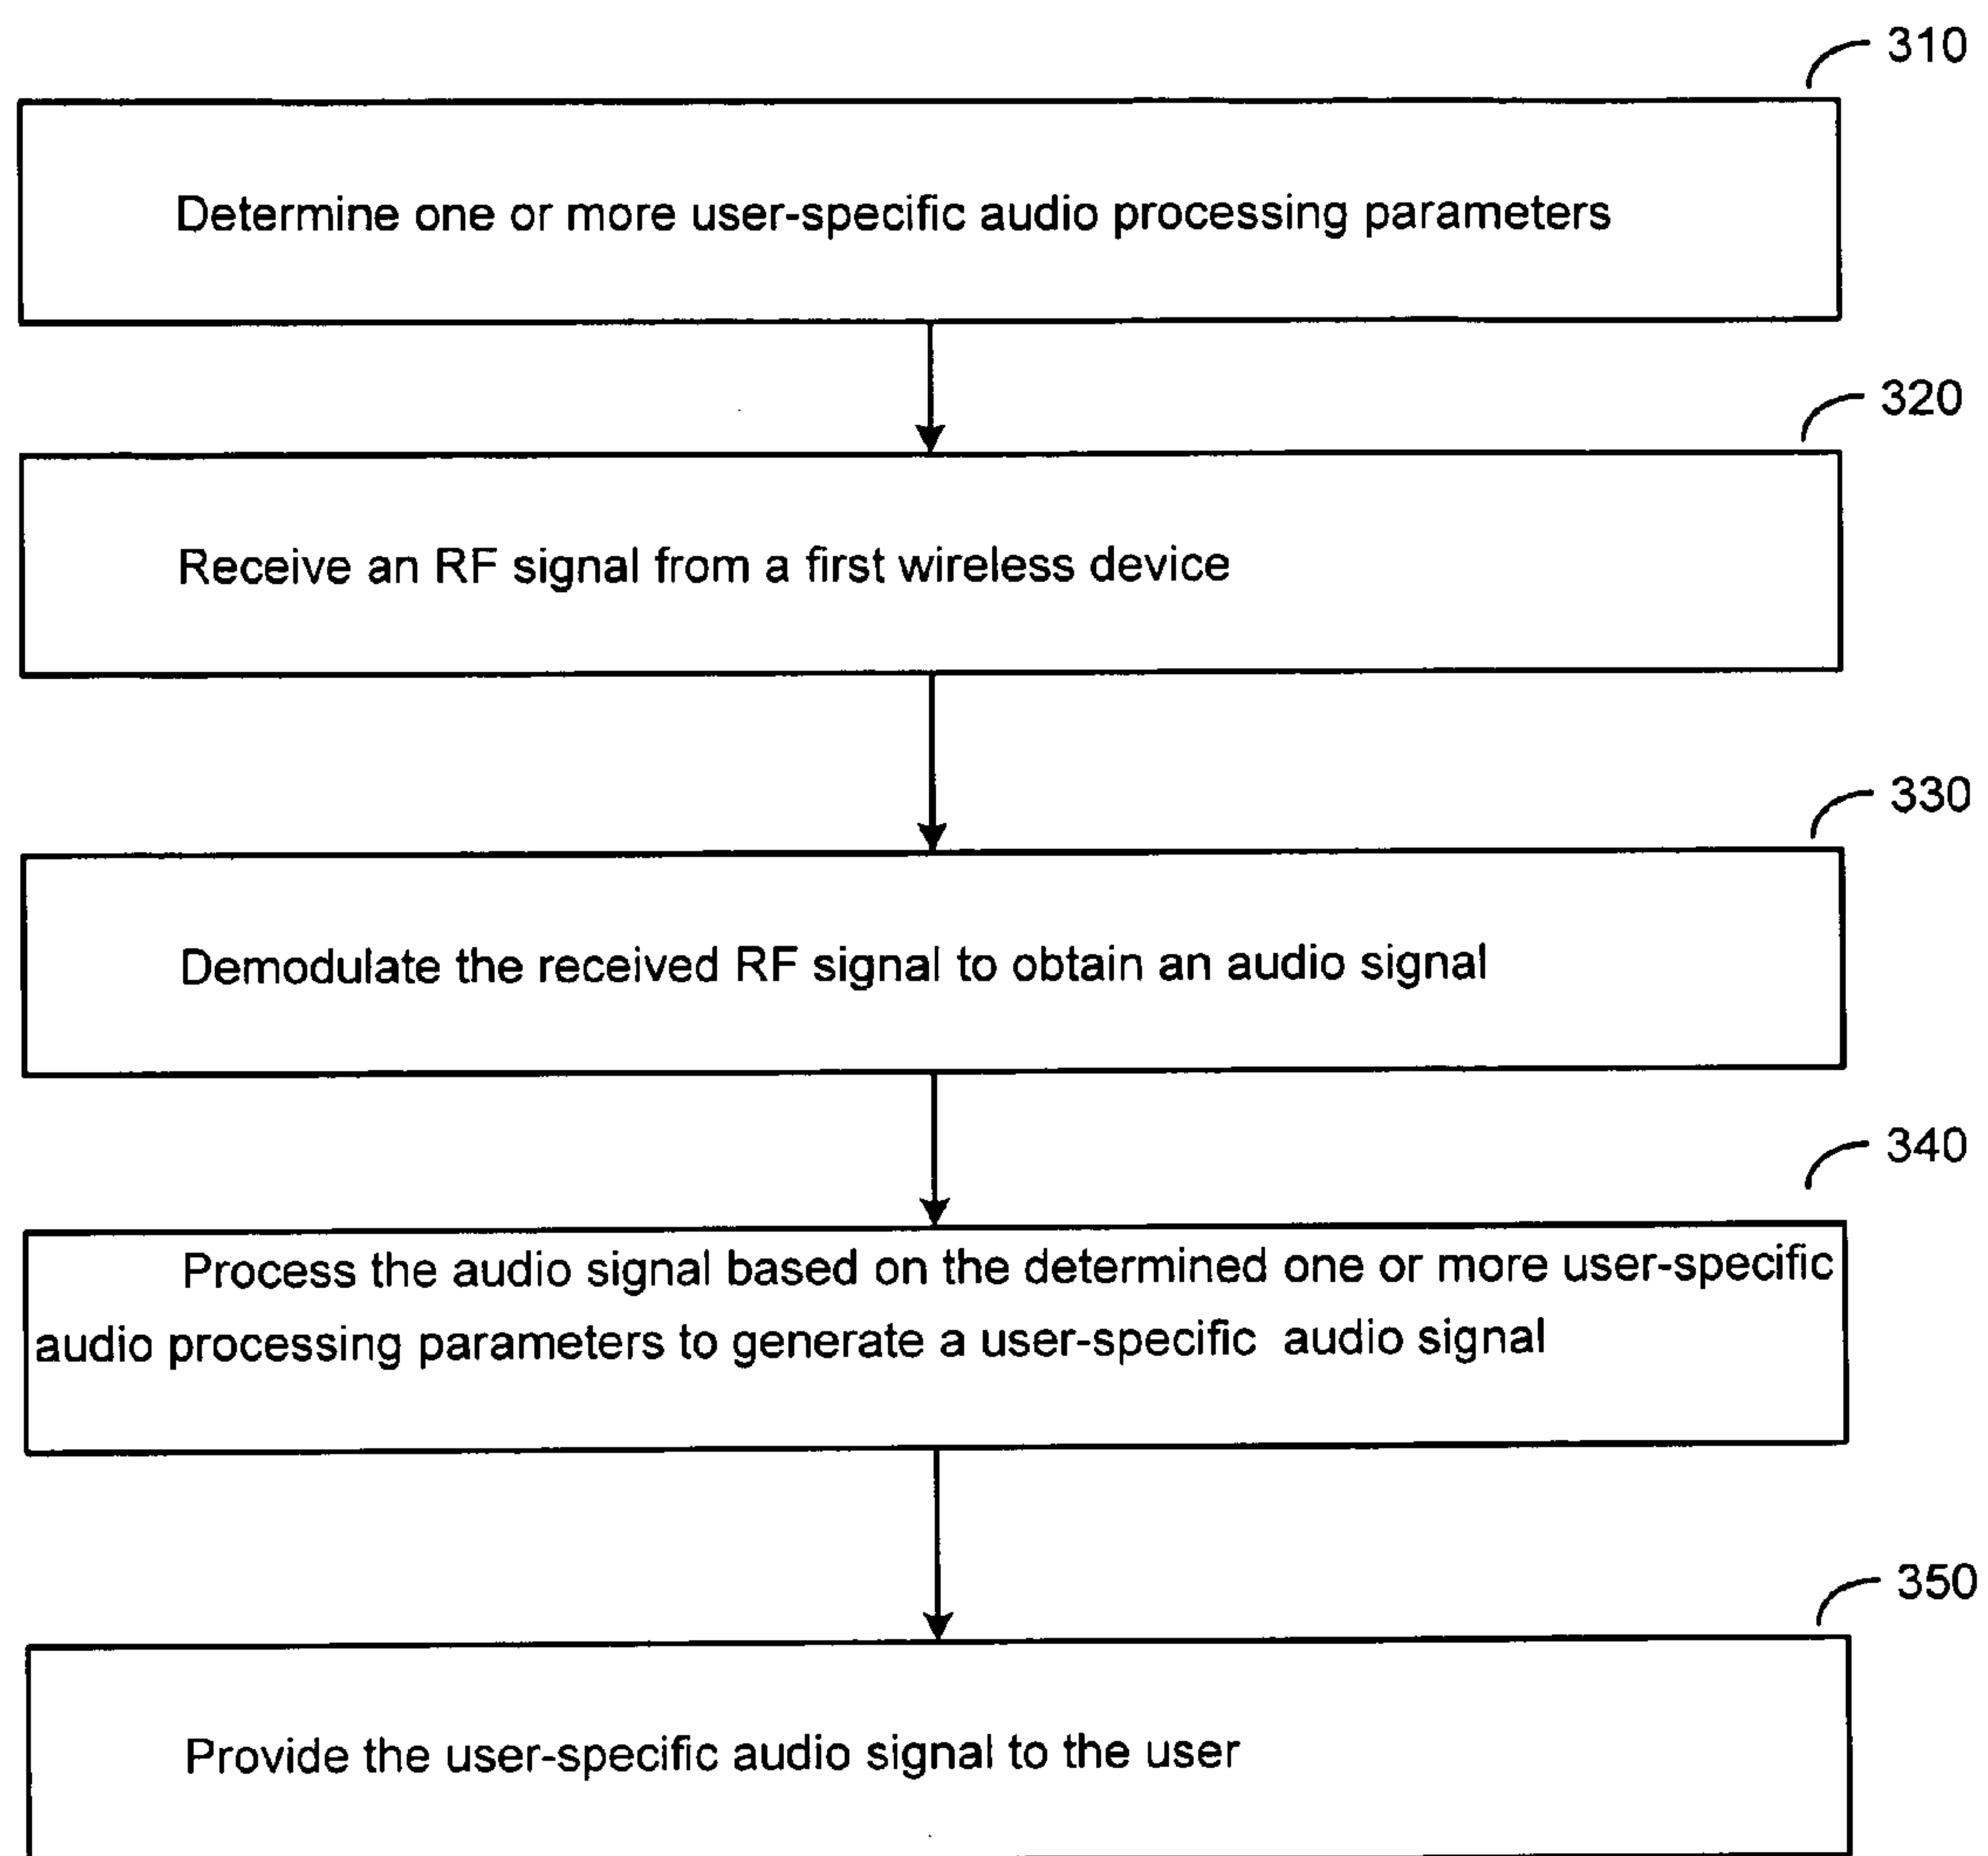 310
Determine one or more user-specific audio processing parameters
320
Receive an RF signal from a first wireless device
330
Demodulate the received RF signal to obtain an audio signal
340
Process the audio signal based on the determined one or more user-specific
audio processing parameters to generate a user-specific audio signal
350
Provide the user-specific audio signal to the user